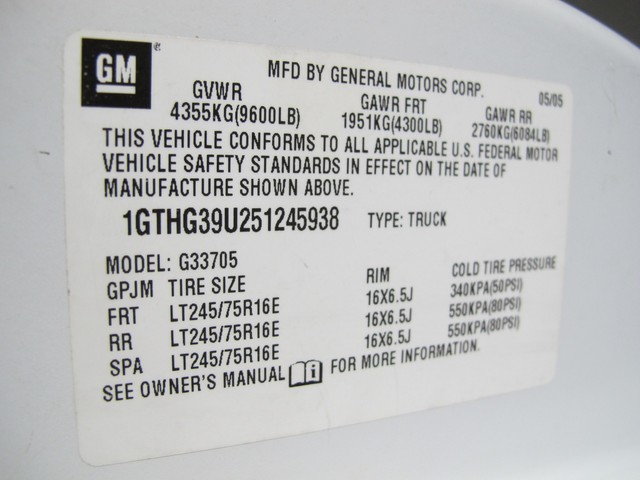 GM ®
MFD BY GENERAL MOTORS CORP. 05/05
GVWR GAWR FRT GAWR RR
4355KG(9600LB) 1951KG(4300LB) 2760KG(6084LB)
THIS VEHICLE CONFORMS TO ALL APPLICABLE U.S. FEDERAL MOTOR
VEHICLE SAFETY STANDARDS IN EFFECT ON THE DATE OF
MANUFACTURE SHOWN ABOVE.
1GTHG39U251245938 TYPE: TRUCK
MODEL: G33705
GPJM TIRE SIZE RIM COLD TIRE PRESSURE
FRT LT245/75R16E 16X6.5J 340KPA(50PSI)
RR LT245/75R16E 16X6.5J 550KPA(80PSI)
SPA LT245/75R16E 16X6.5J 550KPA(80PSI)
SEE OWNER'S MANUAL i FOR MORE INFORMATION.